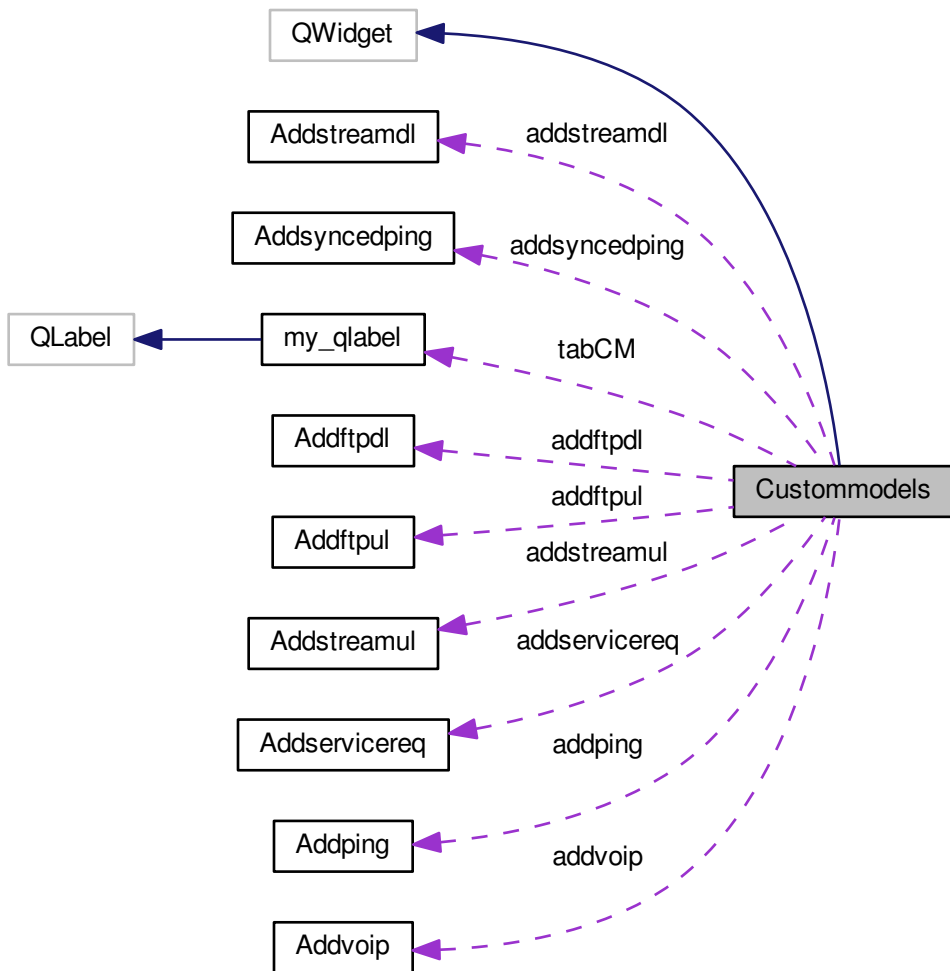 QWidget
Addstreamdl
addstreamdl
Addsyncedping
addsyncedping
QLabel
my_qlabel
tabCM
Addftpdl
addftpdl
Custommodels
Addftpul
addftpul
addstreamul
Addstreamul
addservicereq
Addservicereq
addping
Addping
addvoip
Addvoip